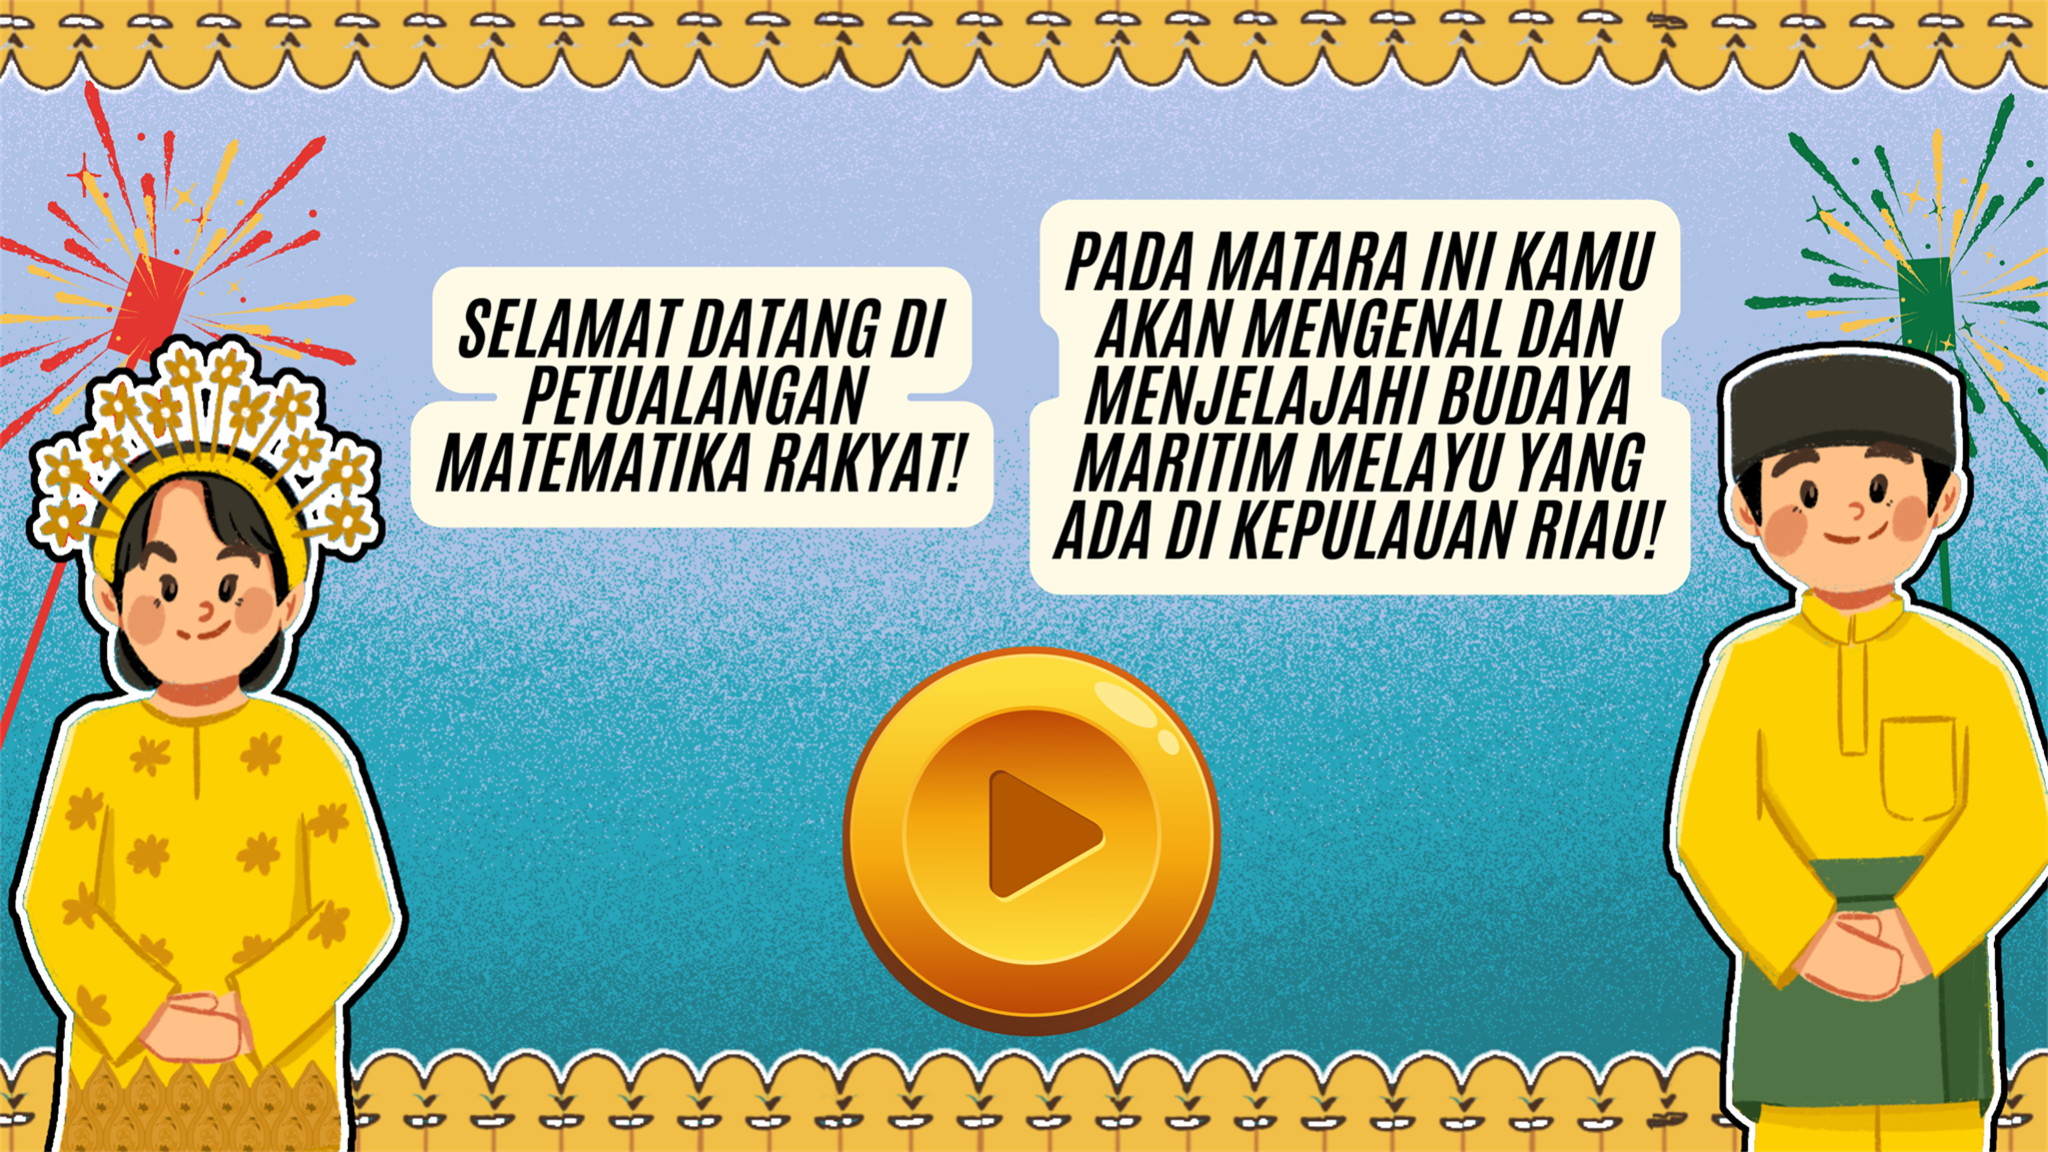 SELAMAT DATANG DI
PETUALANGAN
MATEMATIKA RAKYAT!
PADA MATARA INI KAMU
AKAN MENGENAL DAN
MENJELAJAHI BUDAYA
MARITIM MELAYU YANG
ADA DI KEPULAUAN RIAU!